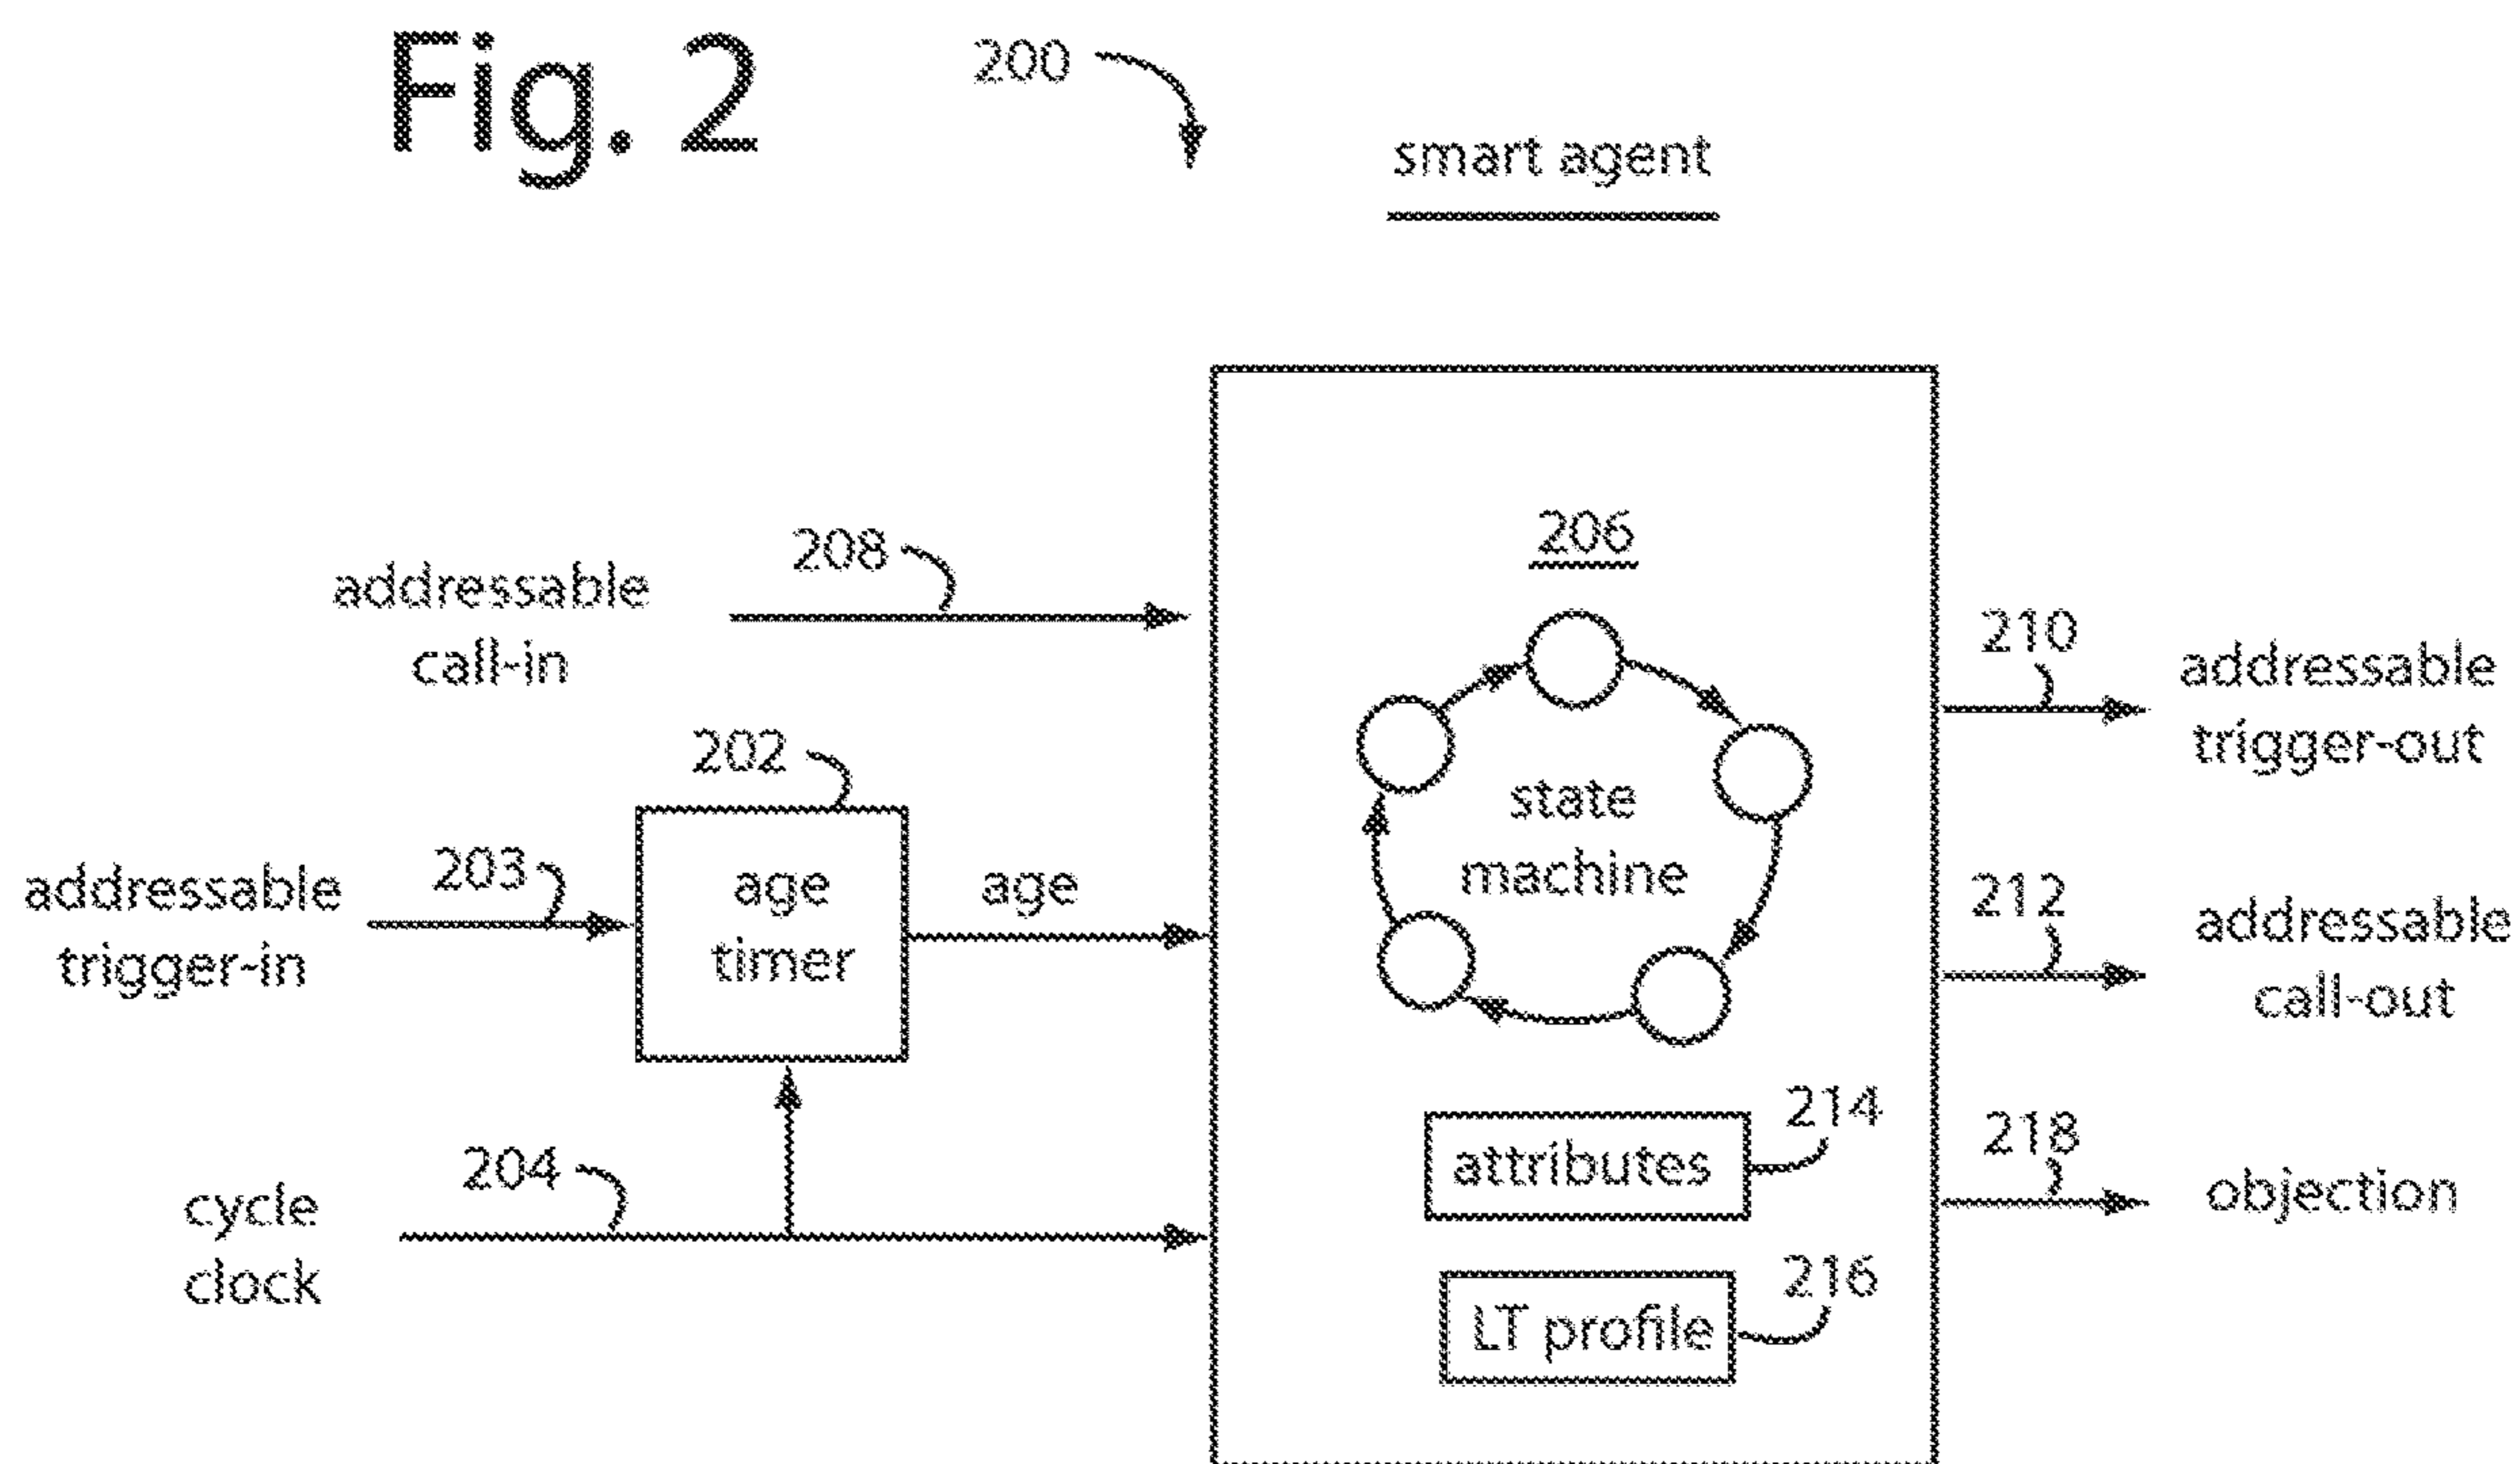 Fig. 2
200
smart agent
206
208
addressable
call-in
210
addressable
trigger-out
202
state
machine
203
addressable
trigger-in
age
timer
age
212
addressable
call-out
214
attributes
218
objection
204
cycle
clock
216
LT profile